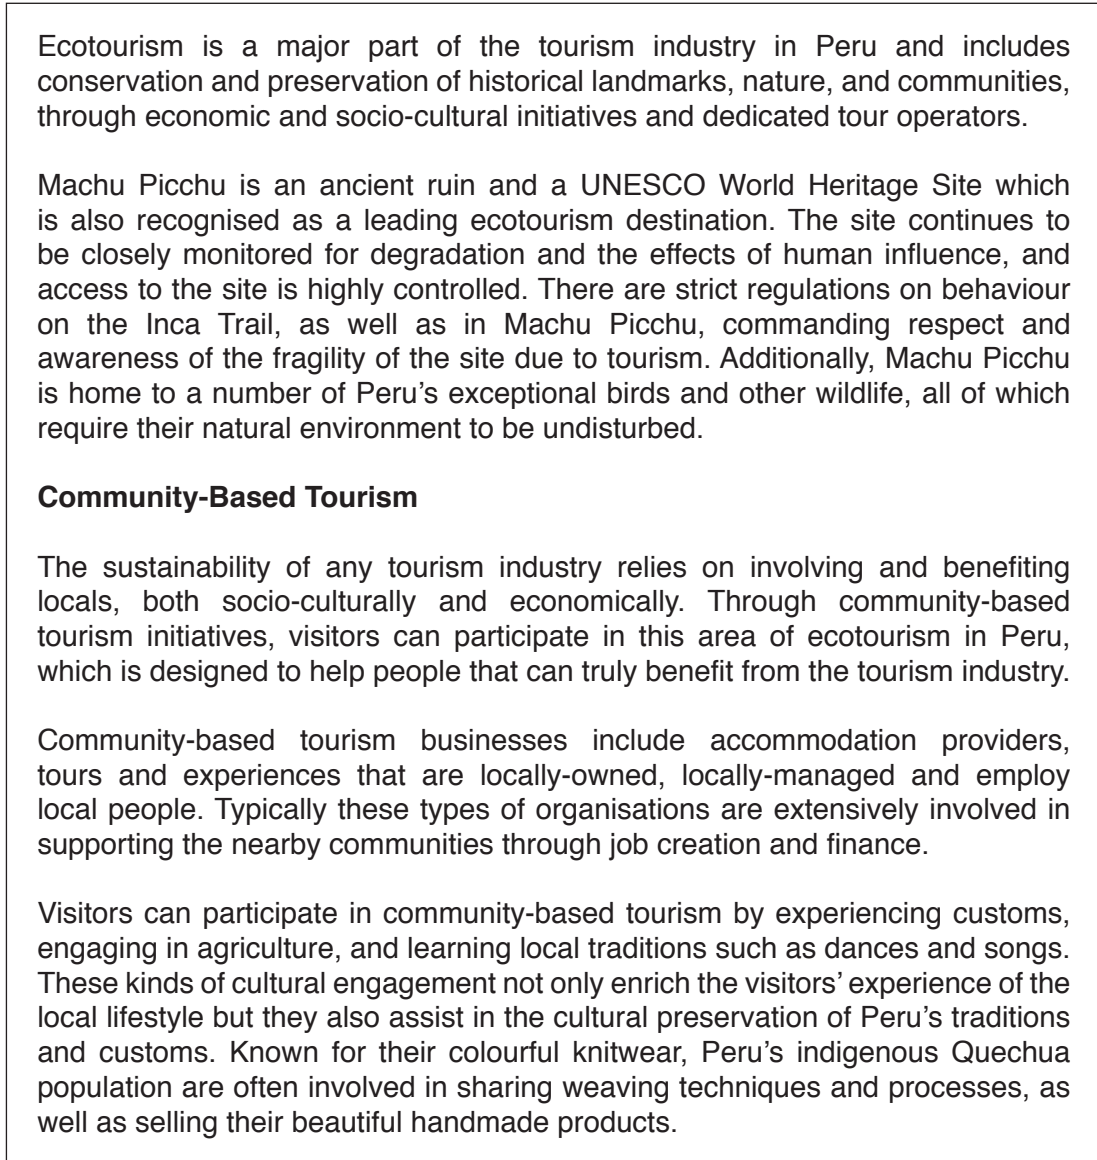 Ecotourism is a major part of the tourism industry in Peru and includes
conservation and preservation of historical landmarks, nature, and communities,
through economic and socio-cultural initiatives and dedicated tour operators.
Machu Picchu is an ancient ruin and a UNESCO World Heritage Site which
is also recognised as a leading ecotourism destination. The site continues to
be closely monitored for degradation and the effects of human influence, and
access to the site is highly controlled. There are strict regulations on behaviour
on the Inca Trail, as well as in Machu Picchu, commanding respect and
awareness of the fragility of the site due to tourism. Additionally, Machu Picchu
is home to a number of Peru’s exceptional birds and other wildlife, all of which
require their natural environment to be undisturbed.
Community-Based Tourism
The sustainability of any tourism industry relies on involving and benefiting
locals, both socio-culturally and economically. Through community-based
tourism initiatives, visitors can participate in this area of ecotourism in Peru,
which is designed to help people that can truly benefit from the tourism industry.
Community-based tourism businesses include accommodation providers,
tours and experiences that are locally-owned, locally-managed and employ
local people. Typically these types of organisations are extensively involved in
supporting the nearby communities through job creation and finance.
Visitors can participate in community-based tourism by experiencing customs,
engaging in agriculture, and learning local traditions such as dances and songs.
These kinds of cultural engagement not only enrich the visitors’ experience of the
local lifestyle but they also assist in the cultural preservation of Peru’s traditions
and customs. Known for their colourful knitwear, Peru’s indigenous Quechua
population are often involved in sharing weaving techniques and processes, as
well as selling their beautiful handmade products.